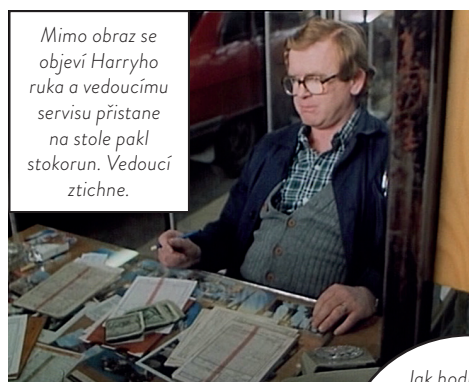 Mimo obraz se
objeví Harryho
ruka a vedoucímu
servisu přistane
na stole pakl
stokorun. Vedoucí
ztichne.
Jak hod